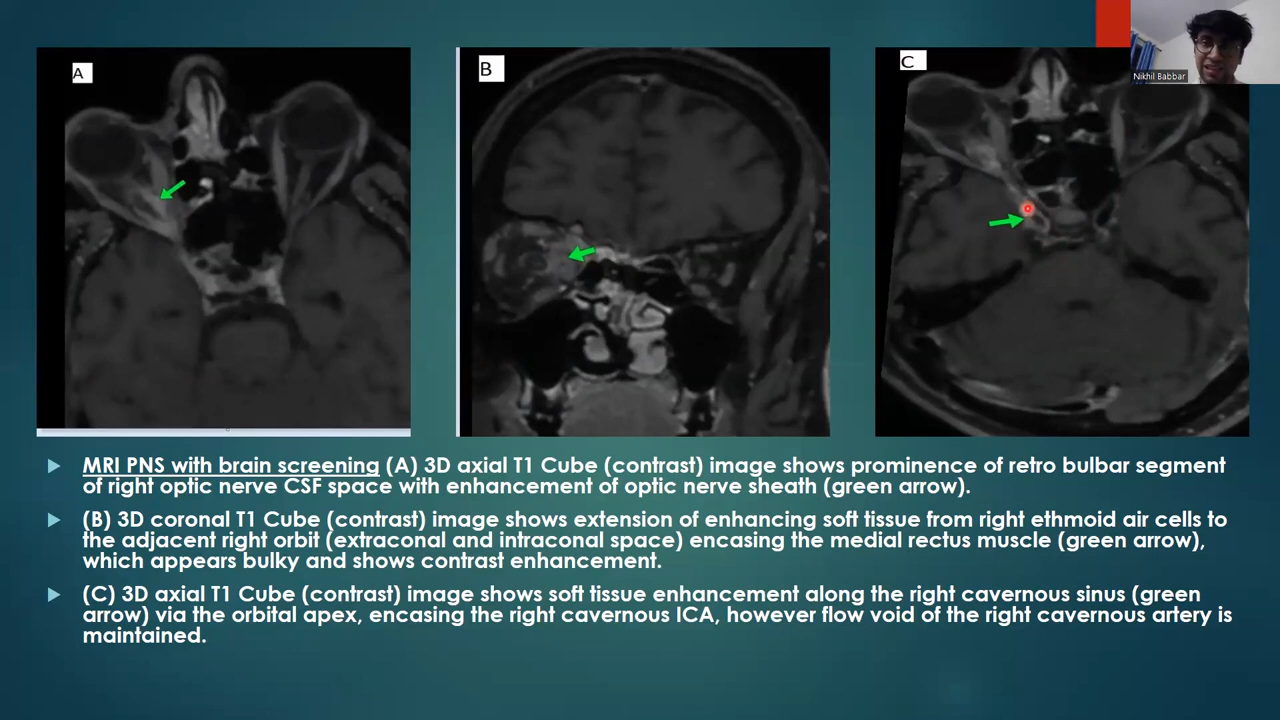 A
B
C
Nikhil Babbar
MRI PNS with brain screening (A) 3D axial T1 Cube (contrast) image shows prominence of retro bulbar segment
of right optic nerve CSF space with enhancement of optic nerve sheath (green arrow).
(B) 3D coronal T1 Cube (contrast) image shows extension of enhancing soft tissue from right ethmoid air cells to
the adjacent right orbit (extraconal and intraconal space) encasing the medial rectus muscle (green arrow),
which appears bulky and shows contrast enhancement.
(C) 3D axial T1 Cube (contrast) image shows soft tissue enhancement along the right cavernous sinus (green
arrow) via the orbital apex, encasing the right cavernous ICA, however flow void of the right cavernous artery is
maintained.